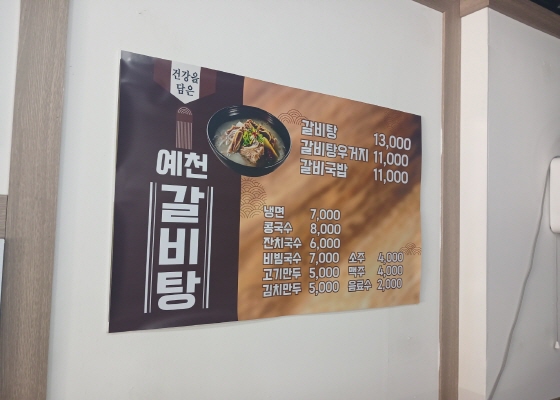 건강을
담은
예천
갈비탕
갈비탕 13,000
갈비탕우거지 11,000
갈비국밥 11,000
냉면 7,000
콩국수 8,000
잔치국수 6,000
비빔국수 7,000 소주 4,000
고기만두 5,000 맥주 4,000
김치만두 5,000 음료수 2,000